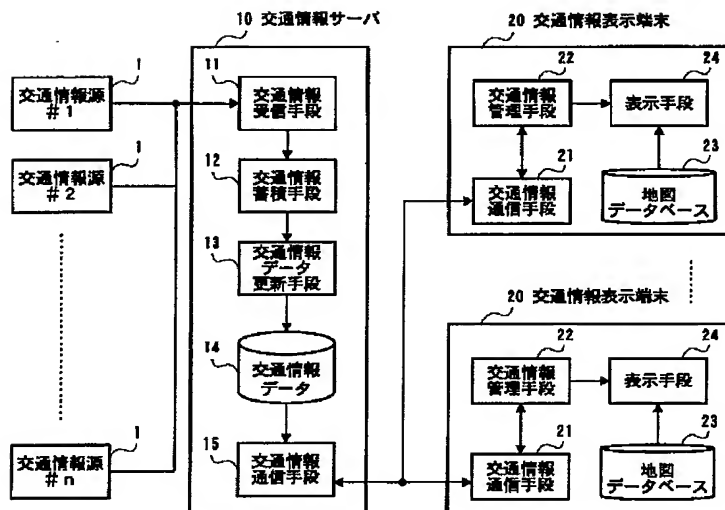 10 交通情報サーバ
1
交通情報源
#1
1
交通情報源
#2
1
交通情報源
#n
11
交通情報
受信手段
12
交通情報
蓄積手段
13
交通情報
データ
更新手段
14
交通情報
データ
15
交通情報
通信手段
20 交通情報表示端末
22
交通情報
管理手段
24
表示手段
21
交通情報
通信手段
23
地図
データベース
20 交通情報表示端末
22
交通情報
管理手段
24
表示手段
21
交通情報
通信手段
23
地図
データベース